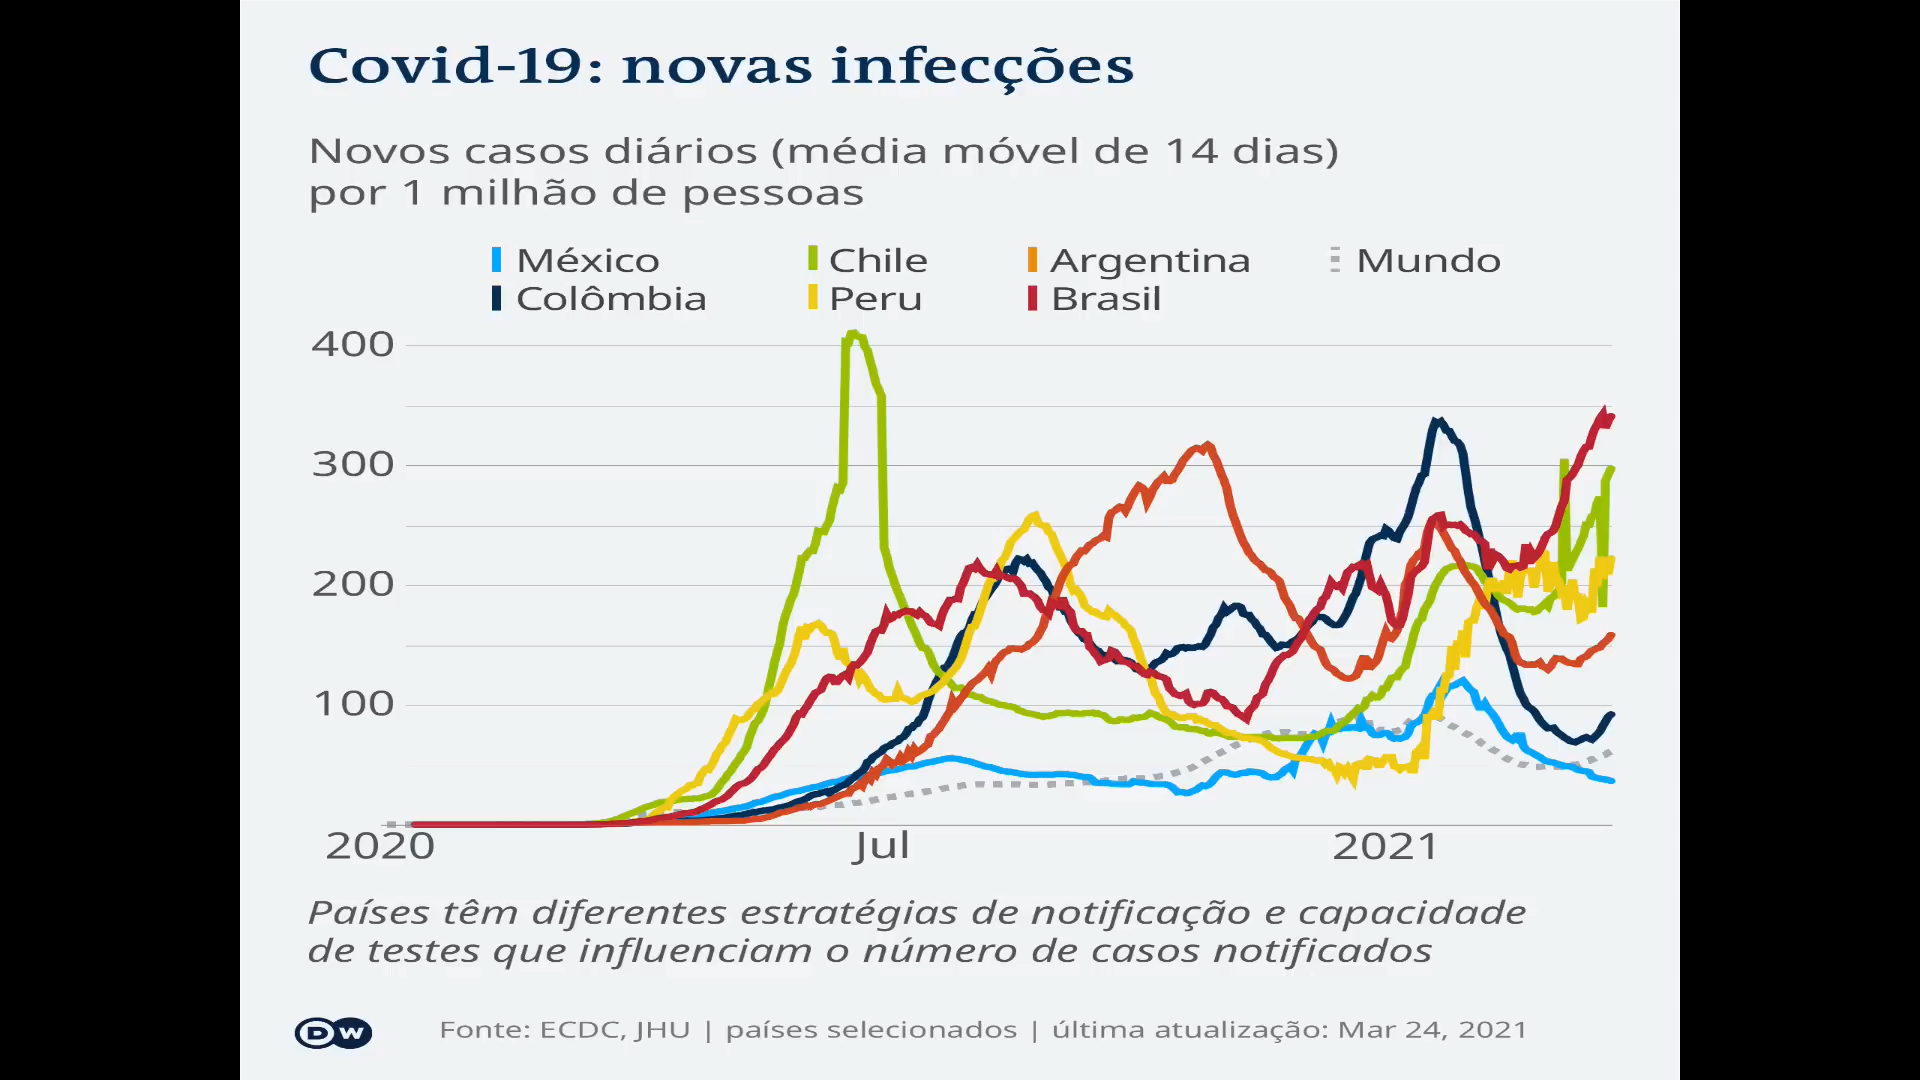 Covid-19: novas infecções
Novos casos diários (média móvel de 14 dias)
por 1 milhão de pessoas
México Chile Argentina Mundo
Colômbia Peru Brasil
400
300
200
100
2020 Jul 2021
Países têm diferentes estratégias de notificação e capacidade
de testes que influenciam o número de casos notificados
DW Fonte: ECDC, JHU | países selecionados | última atualização: Mar 24, 2021